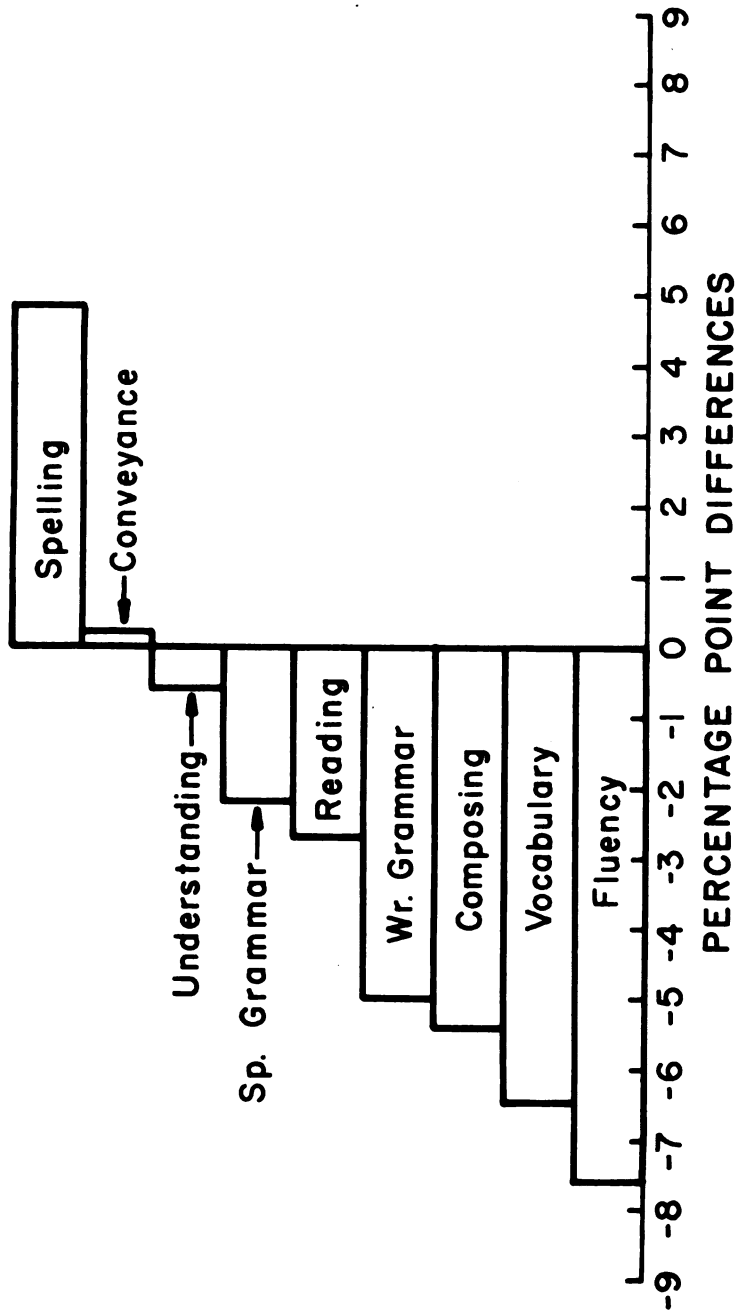 Spelling
Conveyance
Understanding
Sp. Grammar
Reading
Wr. Grammar
Composing
Vocabulary
Fluency
-9 -8 -7 -6 -5 -4 -3 -2 -1 0 1 2 3 4 5 6 7 8 9
PERCENTAGE POINT DIFFERENCES